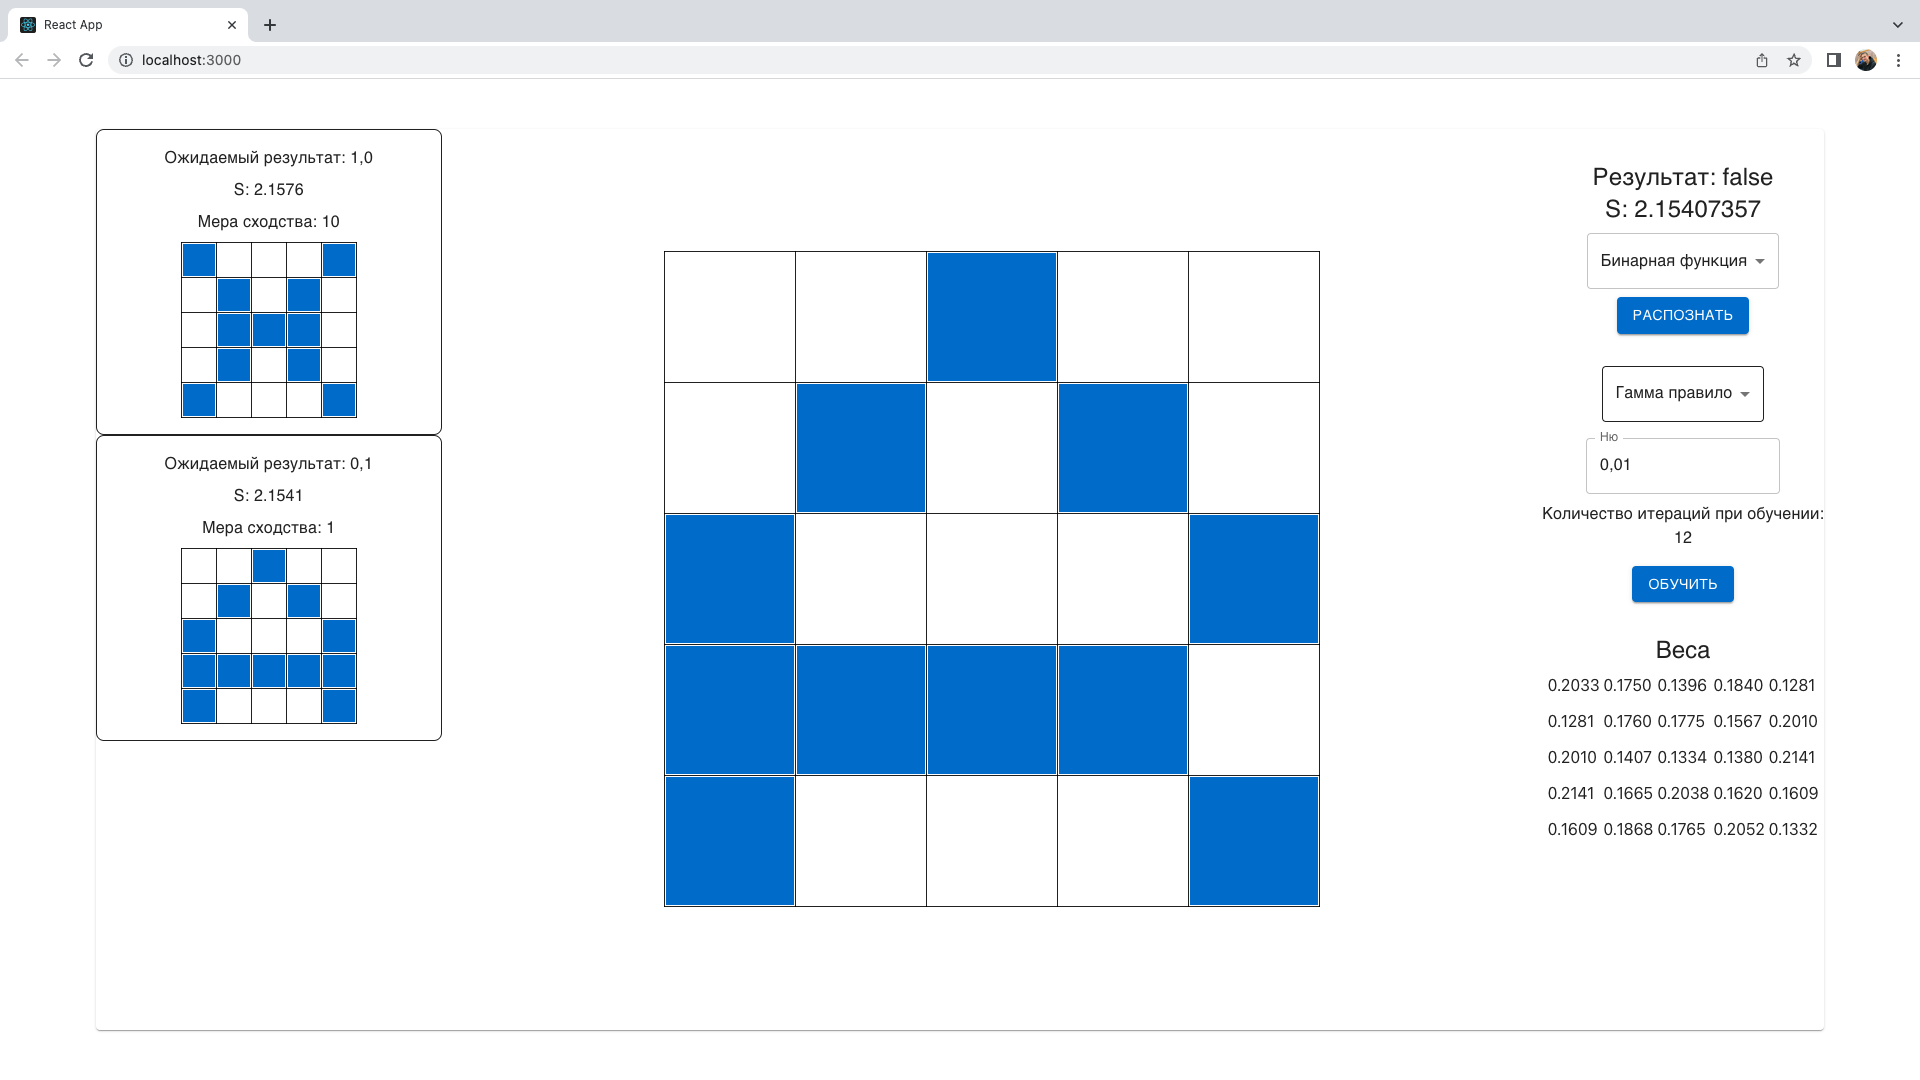 React App
localhost:3000
Ожидаемый результат: 1,0
S: 2.1576
Мера сходства: 10
Ожидаемый результат: 0,1
S: 2.1541
Мера сходства: 1
Результат: false
S: 2.15407357
Бинарная функция
РАСПОЗНАТЬ
Гамма правило
Ню
0,01
Количество итераций при обучении:
12
ОБУЧИТЬ
Веса
0.2033 0.1750 0.1396 0.1840 0.1281
0.1281 0.1760 0.1775 0.1567 0.2010
0.2010 0.1407 0.1334 0.1380 0.2141
0.2141 0.1665 0.2038 0.1620 0.1609
0.1609 0.1868 0.1765 0.2052 0.1332